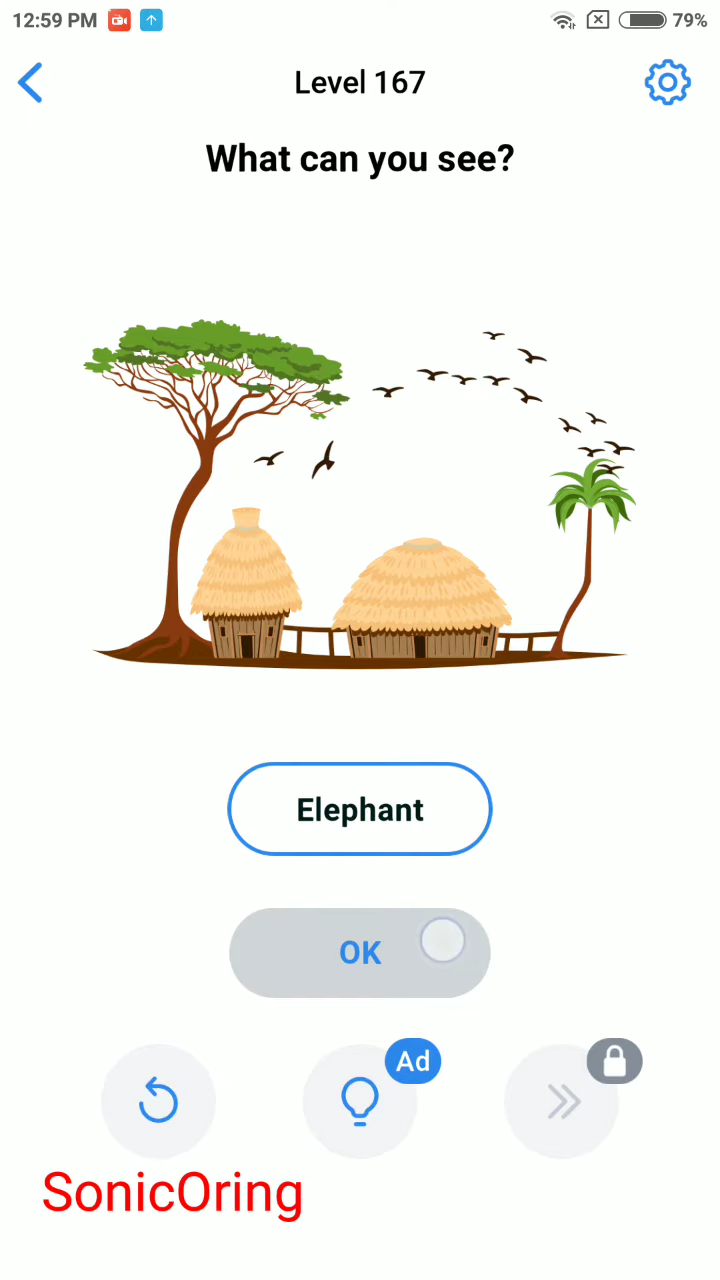 12:59 PM 79%
Level 167
What can you see?
Elephant
OK
Ad
SonicOring